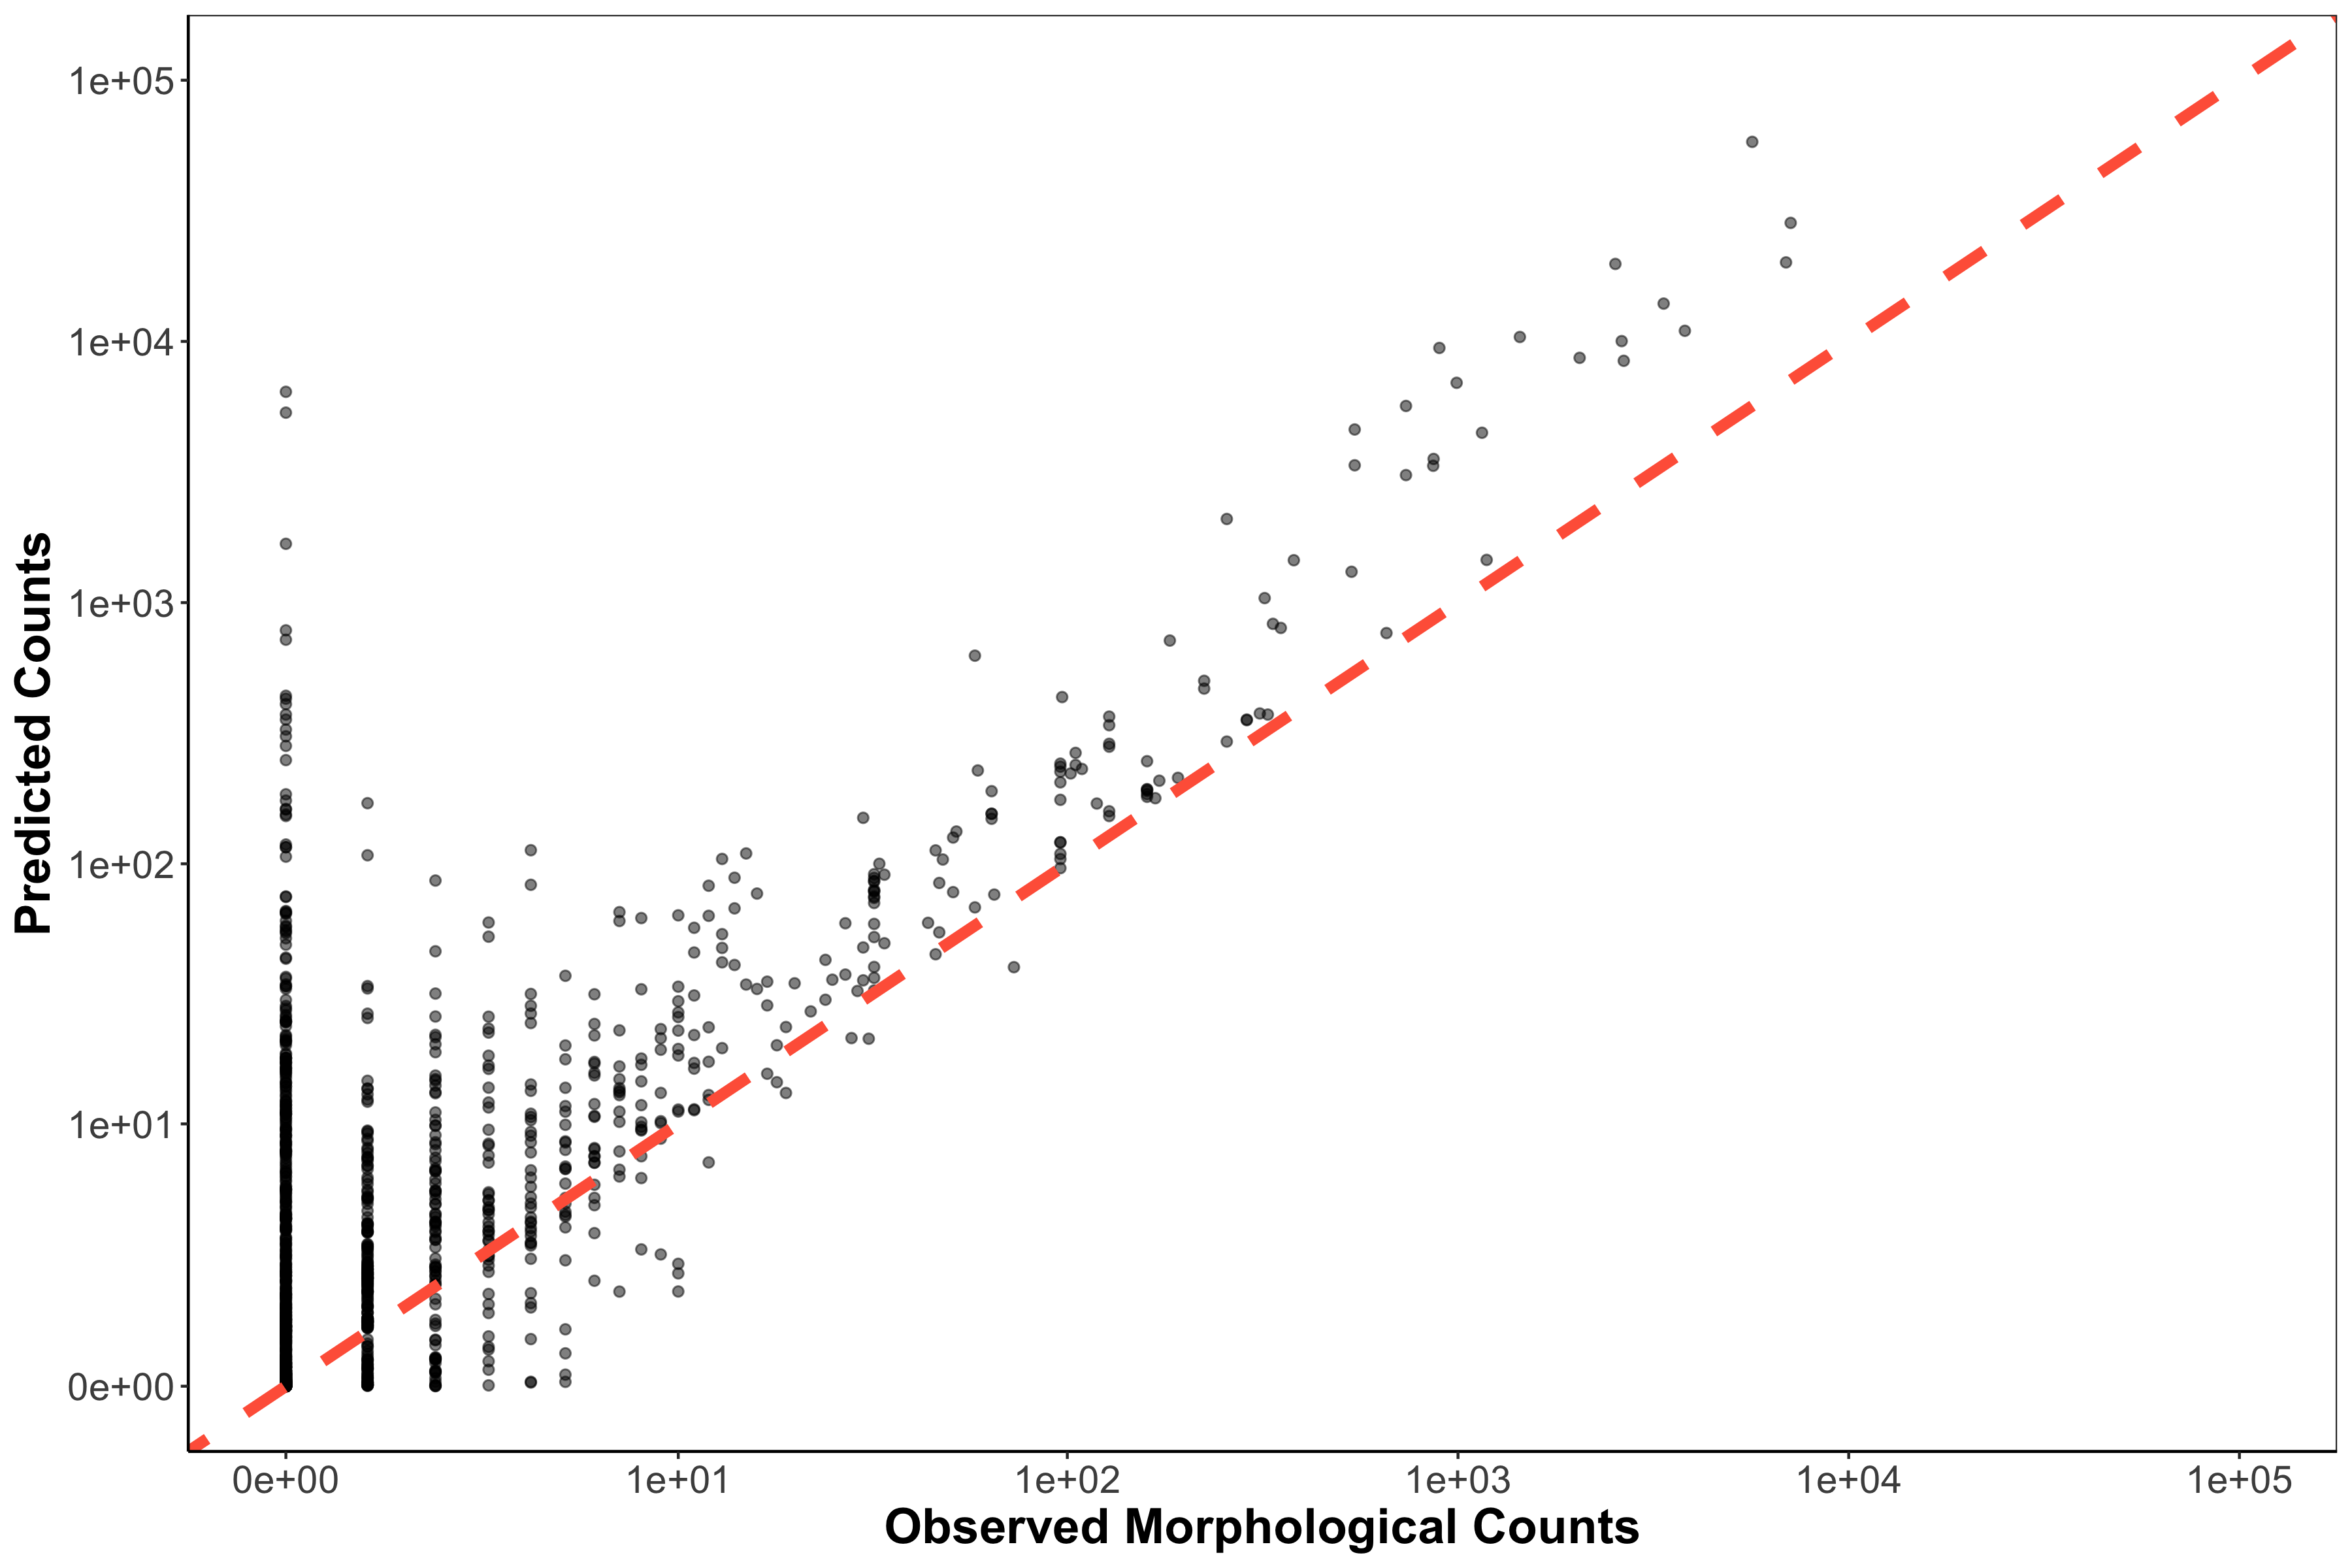 1e+05
1e+04
1e+03
1e+02
1e+01
0e+00
Predicted Counts
0e+00 1e+01 1e+02 1e+03 1e+04 1e+05
Observed Morphological Counts